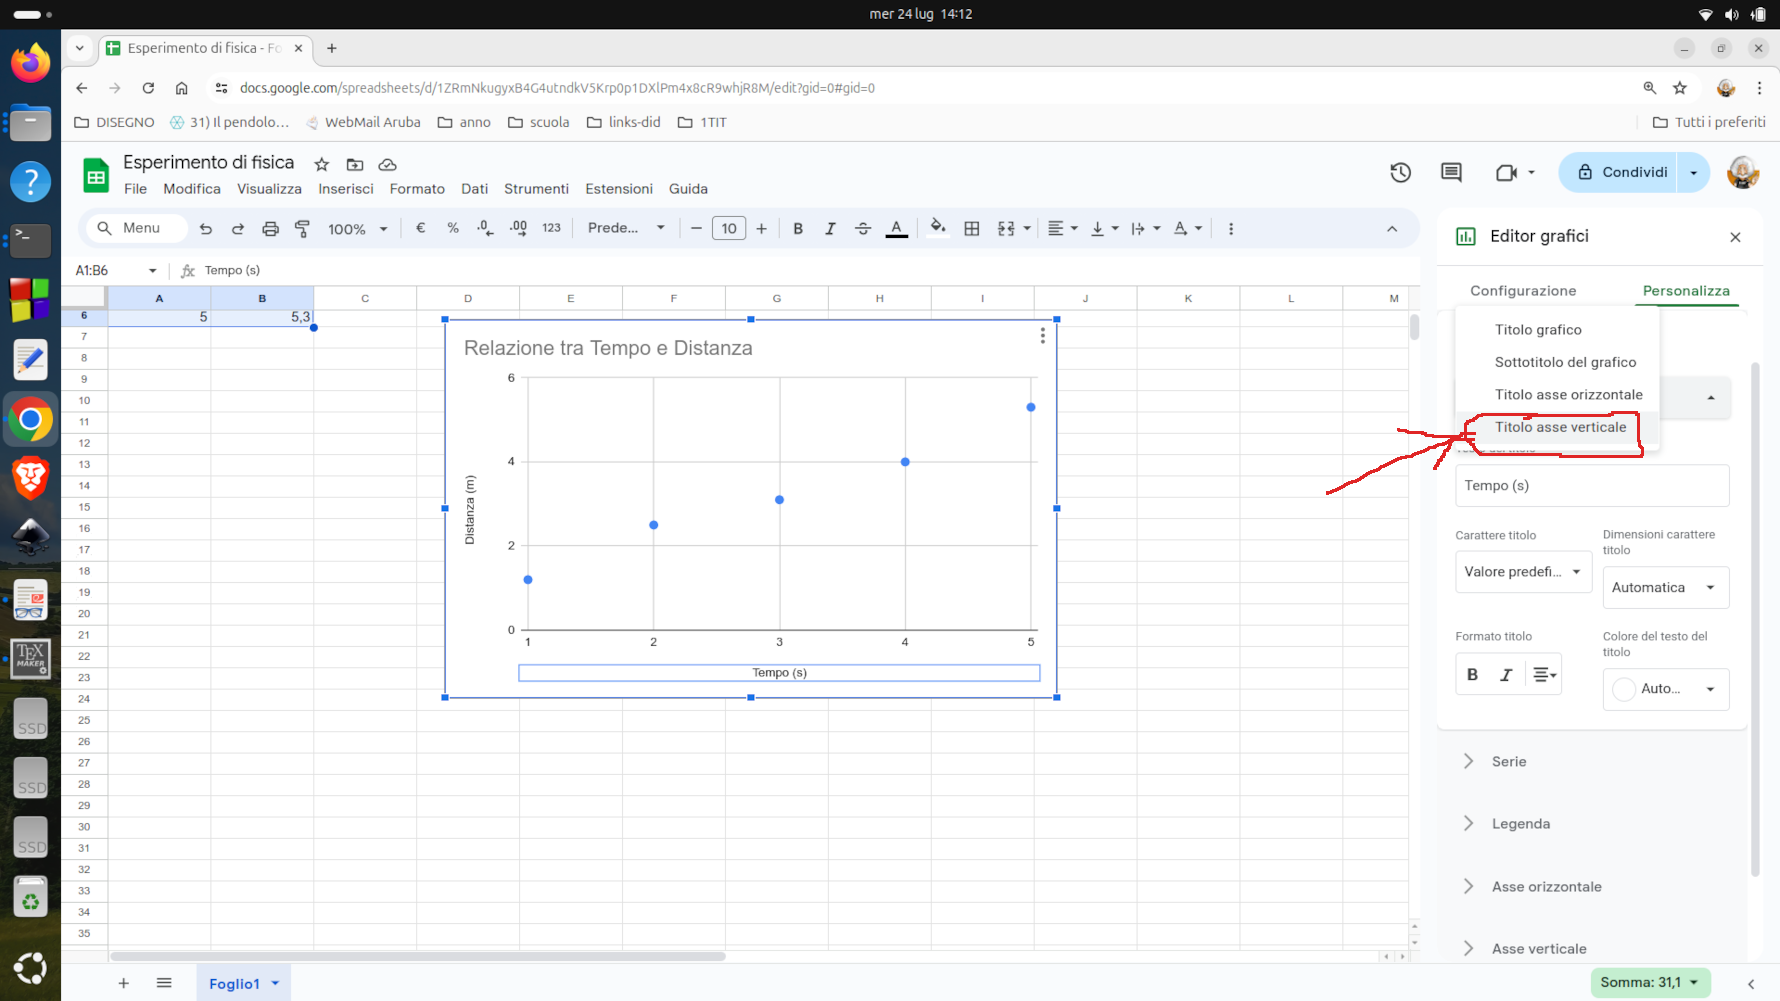 mer 24 lug 14:12
Esperimento di fisica - Fo
docs.google.com/spreadsheets/d/1ZRmNkugyxB4G4utndkV5Krp0p1DXlPm4x8cR9whjR8M/edit?gid=0#gid=0
DISEGNO
31) Il pendolo...
WebMail Aruba
anno
scuola
links-did
1TIT
Tutti i preferiti
Esperimento di fisica
File Modifica Visualizza Inserisci Formato Dati Strumenti Estensioni Guida
Condividi
Menu
100%
€ % .0 .00 123
Prede...
10
B I A
A1:B6
fx Tempo (s)
A B C D E F G H I J K L M
6 5 5,3
7
8
9
10
11
12
13
14
15
16
17
18
19
20
21
22
23
24
25
26
27
28
29
30
31
32
33
34
35
Relazione tra Tempo e Distanza
Distanza (m)
6
4
2
0
1 2 3 4 5
Tempo (s)
Editor grafici
Configurazione Personalizza
Titolo grafico
Sottotitolo del grafico
Titolo asse orizzontale
Titolo asse verticale
Tempo (s)
Carattere titolo
Dimensioni carattere
titolo
Valore predefi...
Automatica
Formato titolo
Colore del testo del
titolo
B I
Auto...
Serie
Legenda
Asse orizzontale
Asse verticale
Foglio1
Somma: 31,1
TEX
MAKER
SSD
SSD
SSD